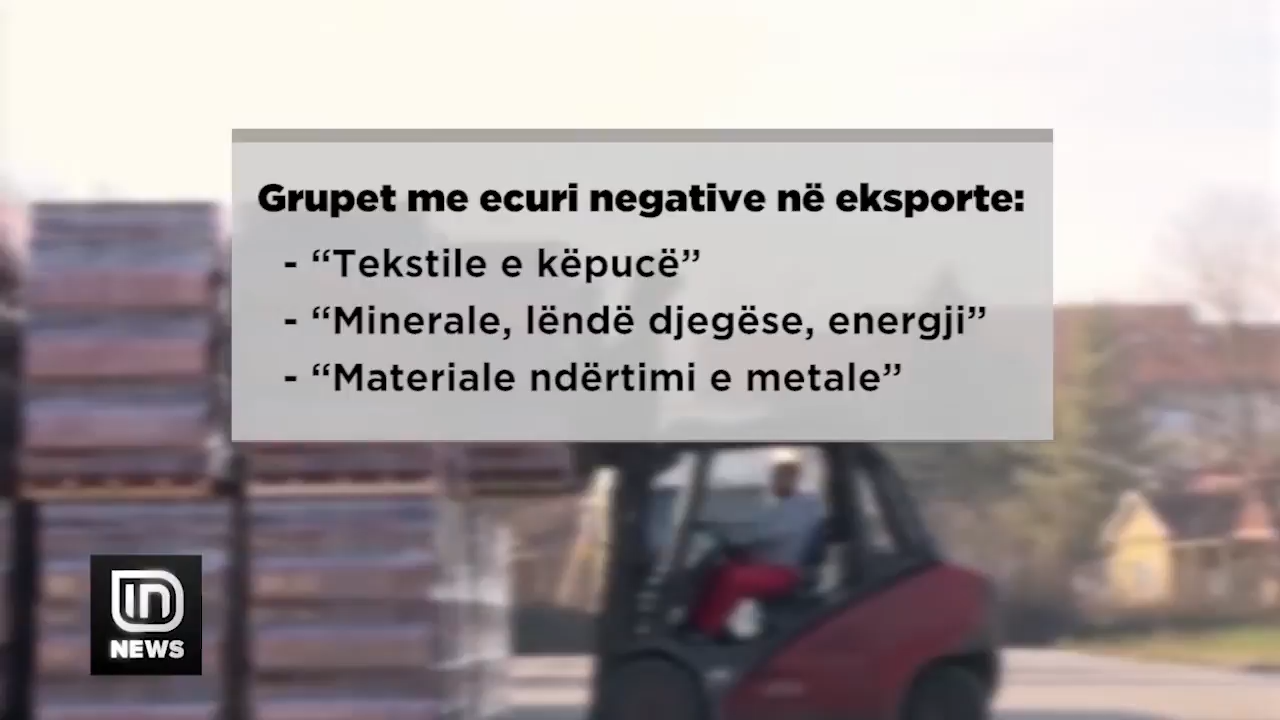 Grupet me ecuri negative në eksporte:
- “Tekstile e këpucë”
- “Minerale, lëndë djegëse, energji”
- “Materiale ndërtimi e metale”
IN
NEWS